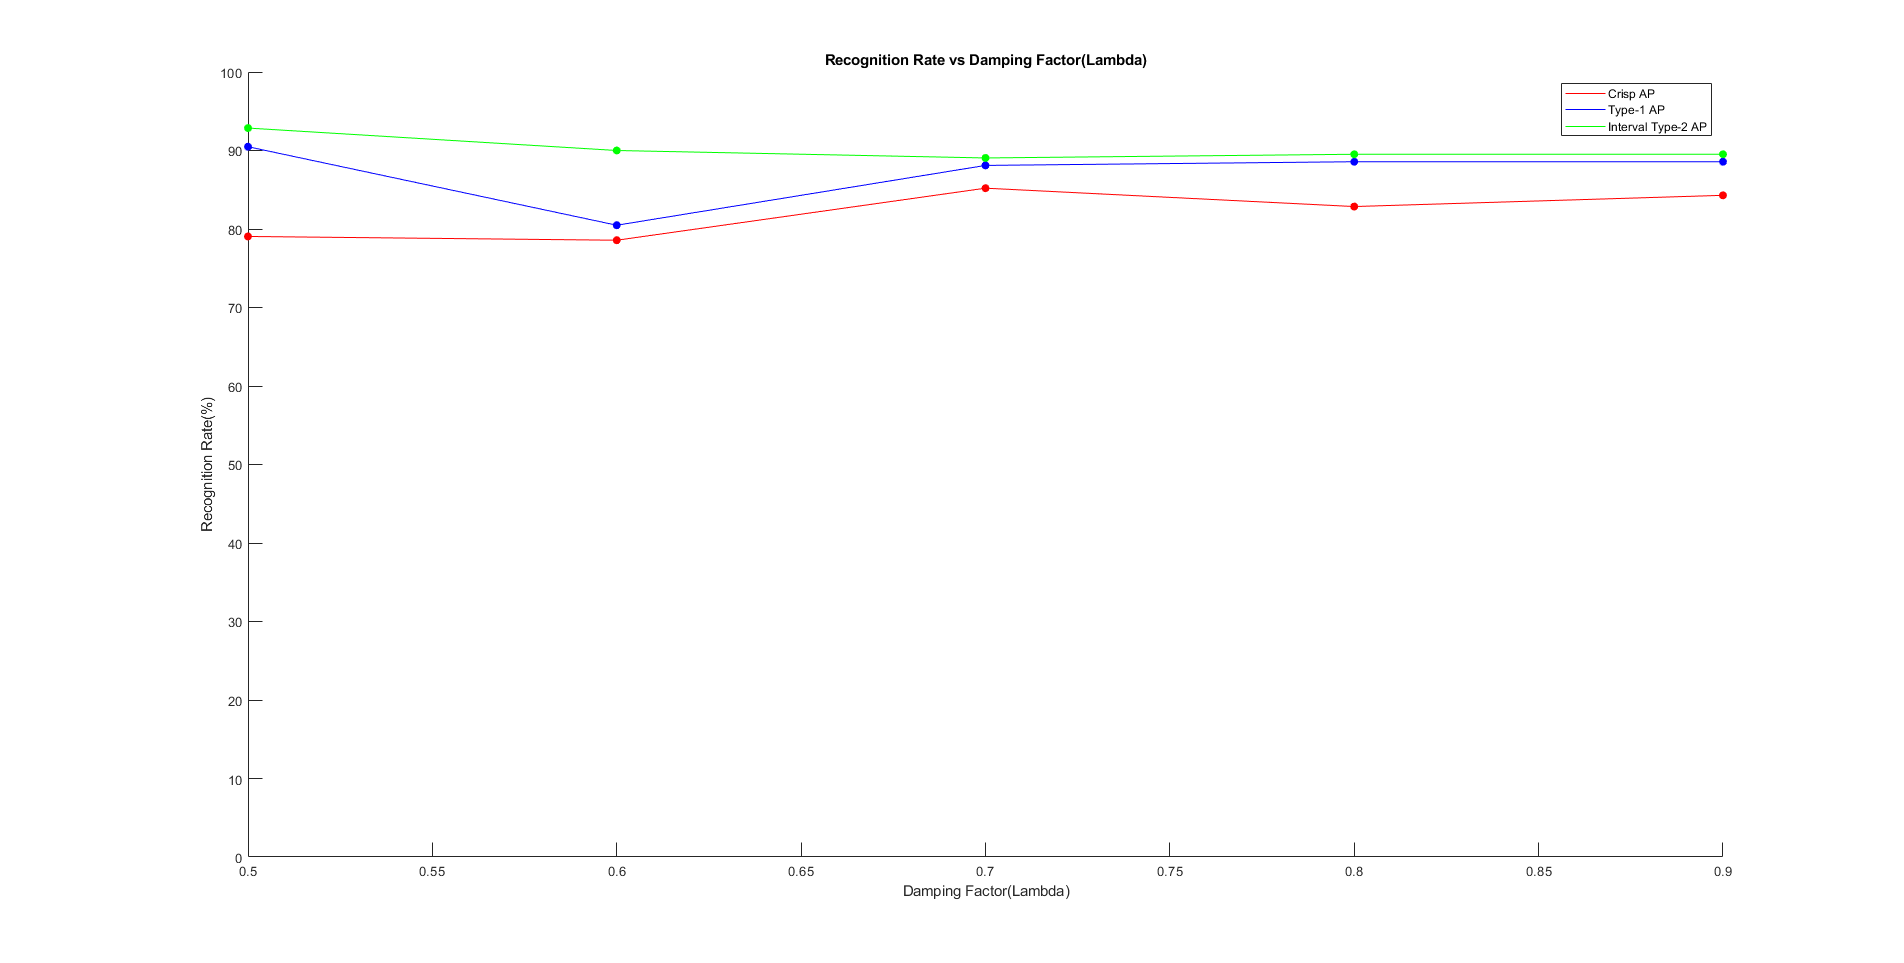 Recognition Rate vs Damping Factor(Lambda)
Crisp AP
Type-1 AP
Interval Type-2 AP
Recognition Rate(%)
100
90
80
70
60
50
40
30
20
10
0
0.5 0.55 0.6 0.65 0.7 0.75 0.8 0.85 0.9
Damping Factor(Lambda)